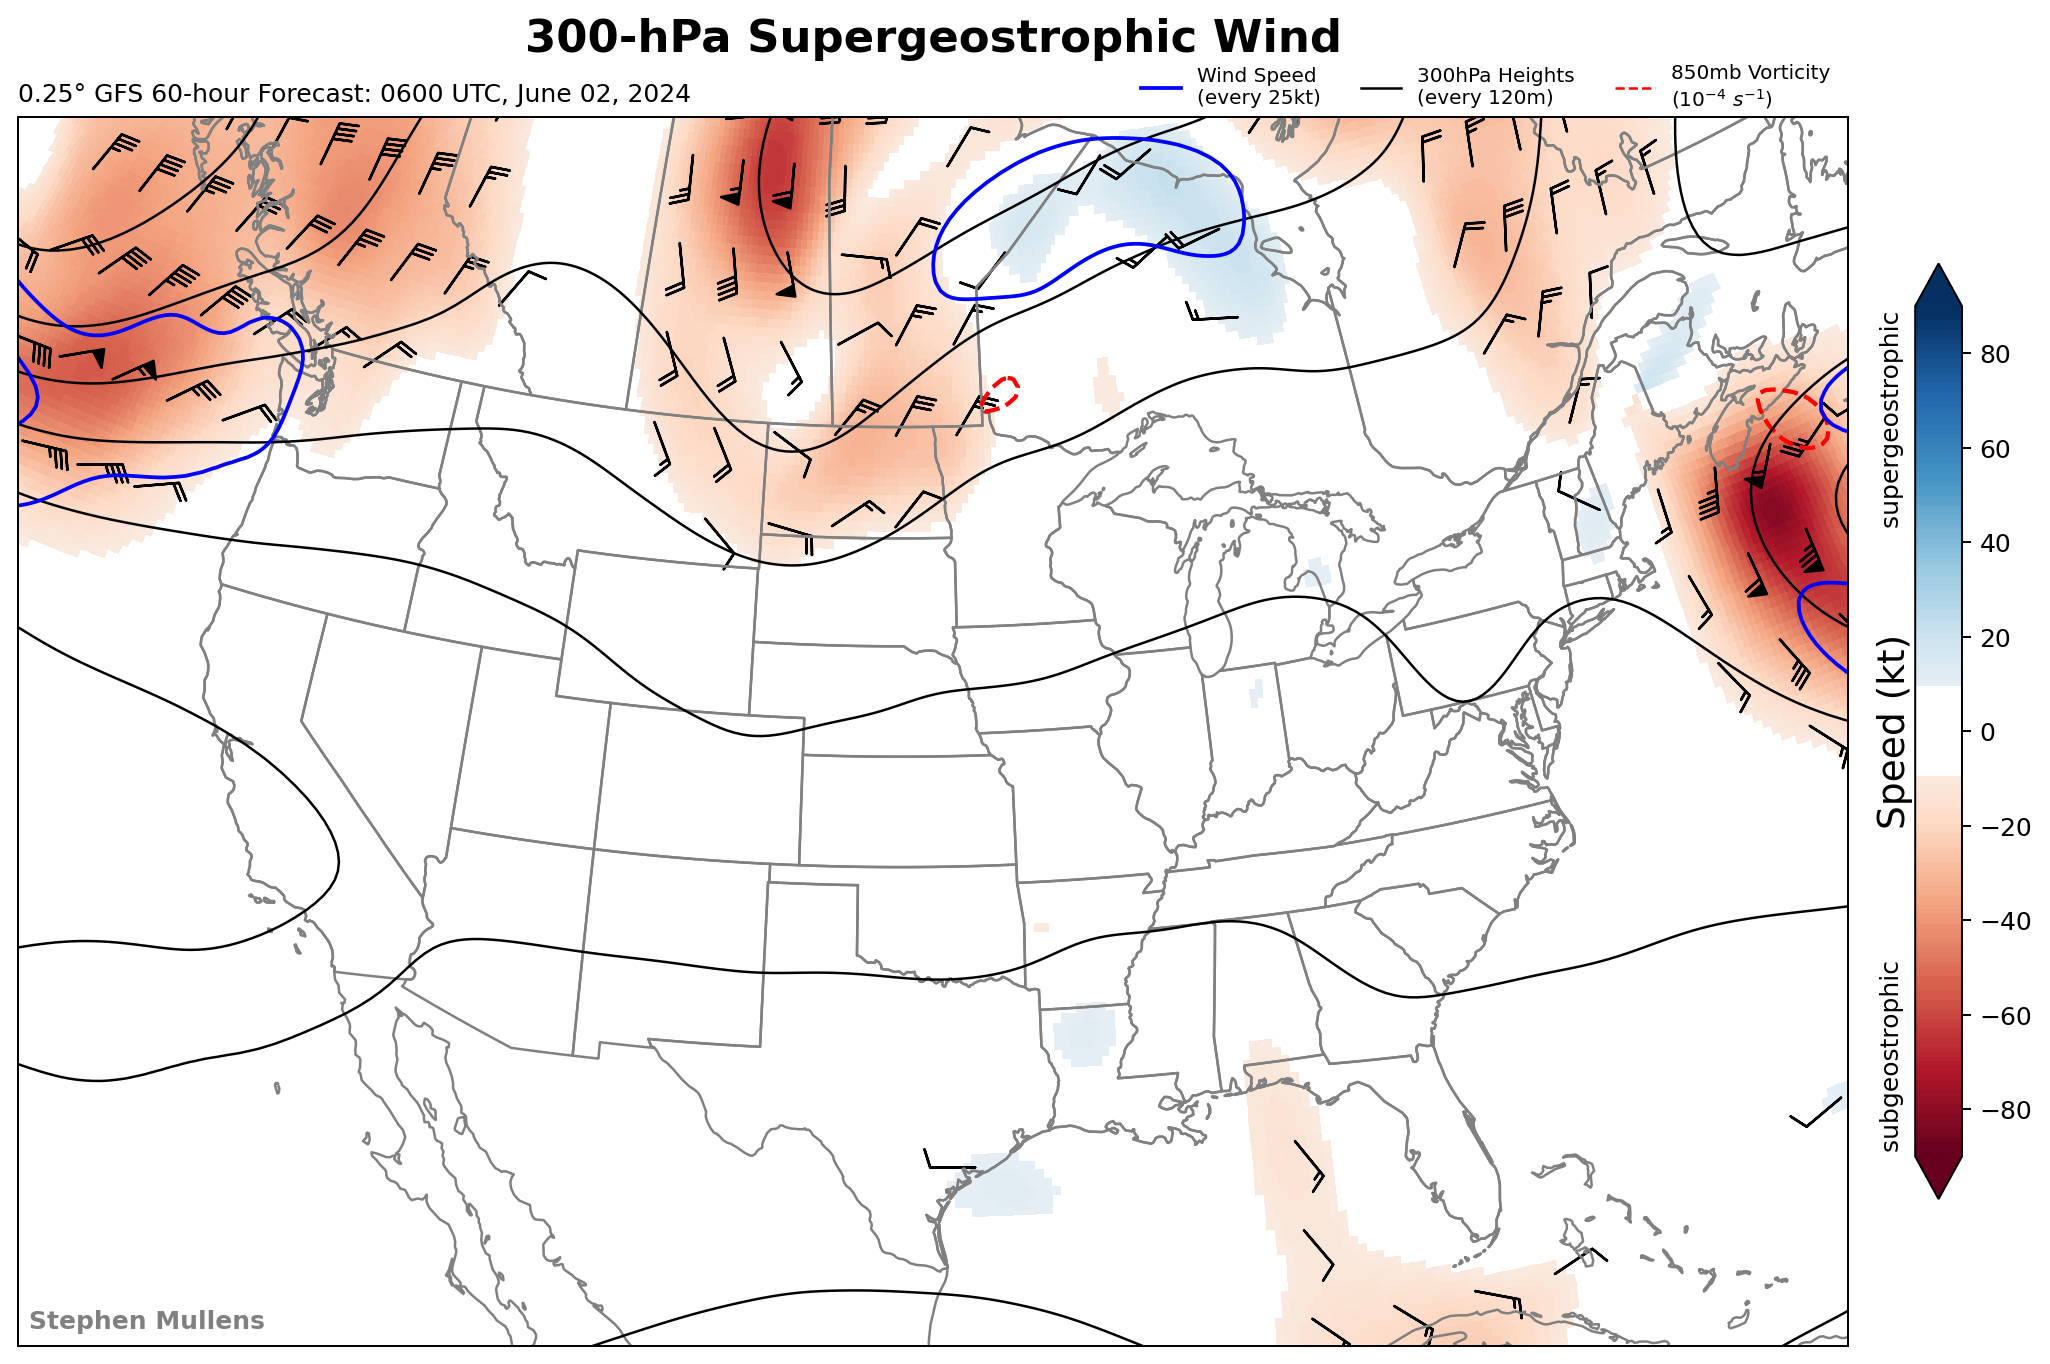 300-hPa Supergeostrophic Wind
0.25° GFS 60-hour Forecast: 0600 UTC, June 02, 2024
Wind Speed
(every 25kt)
300hPa Heights
(every 120m)
850mb Vorticity
(10⁻⁴ s⁻¹)
supergeostrophic
Speed (kt)
subgeostrophic
80
60
40
20
0
−20
−40
−60
−80
Stephen Mullens